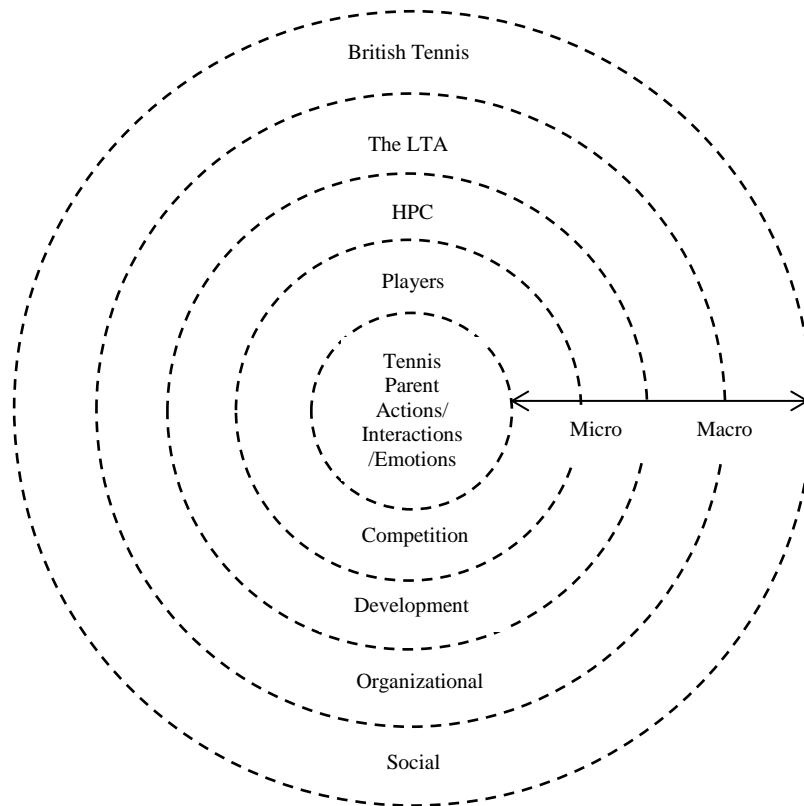 British Tennis
The LTA
HPC
Players
Tennis
Parent
Actions/
Interactions
/Emotions
Micro
Macro
Competition
Development
Organizational
Social